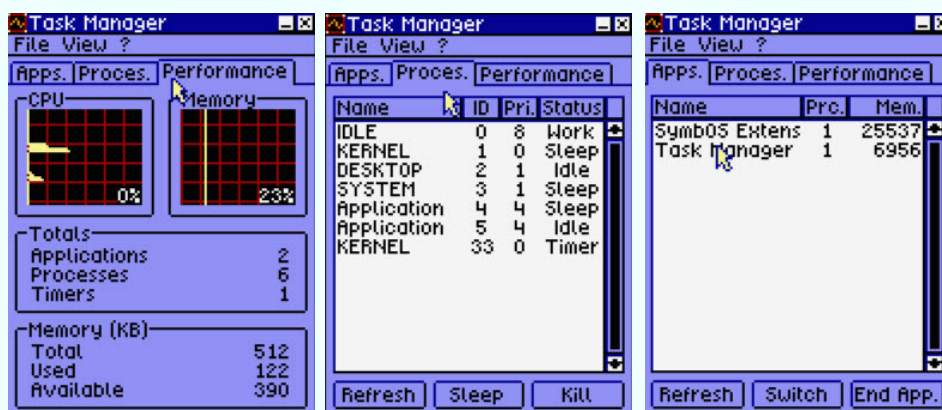 Task Manager
File View ?
Apps. Proces. Performance
CPU Memory
0% 23%
Totals
Applications 2
Processes 6
Timers 1
Memory (KB)
Total 512
Used 122
Available 390
Task Manager
File View ?
Apps. Proces. Performance
Name ID Pri. Status
IDLE 0 8 Work
KERNEL 1 0 Sleep
DESKTOP 2 1 Idle
SYSTEM 3 1 Sleep
Application 4 4 Sleep
Application 5 4 Idle
KERNEL 33 0 Timer
Refresh Sleep Kill
Task Manager
File View ?
Apps. Proces. Performance
Name Prc. Mem.
SymbOS Extens 1 25537
Task Manager 1 6956
Refresh Switch End App.